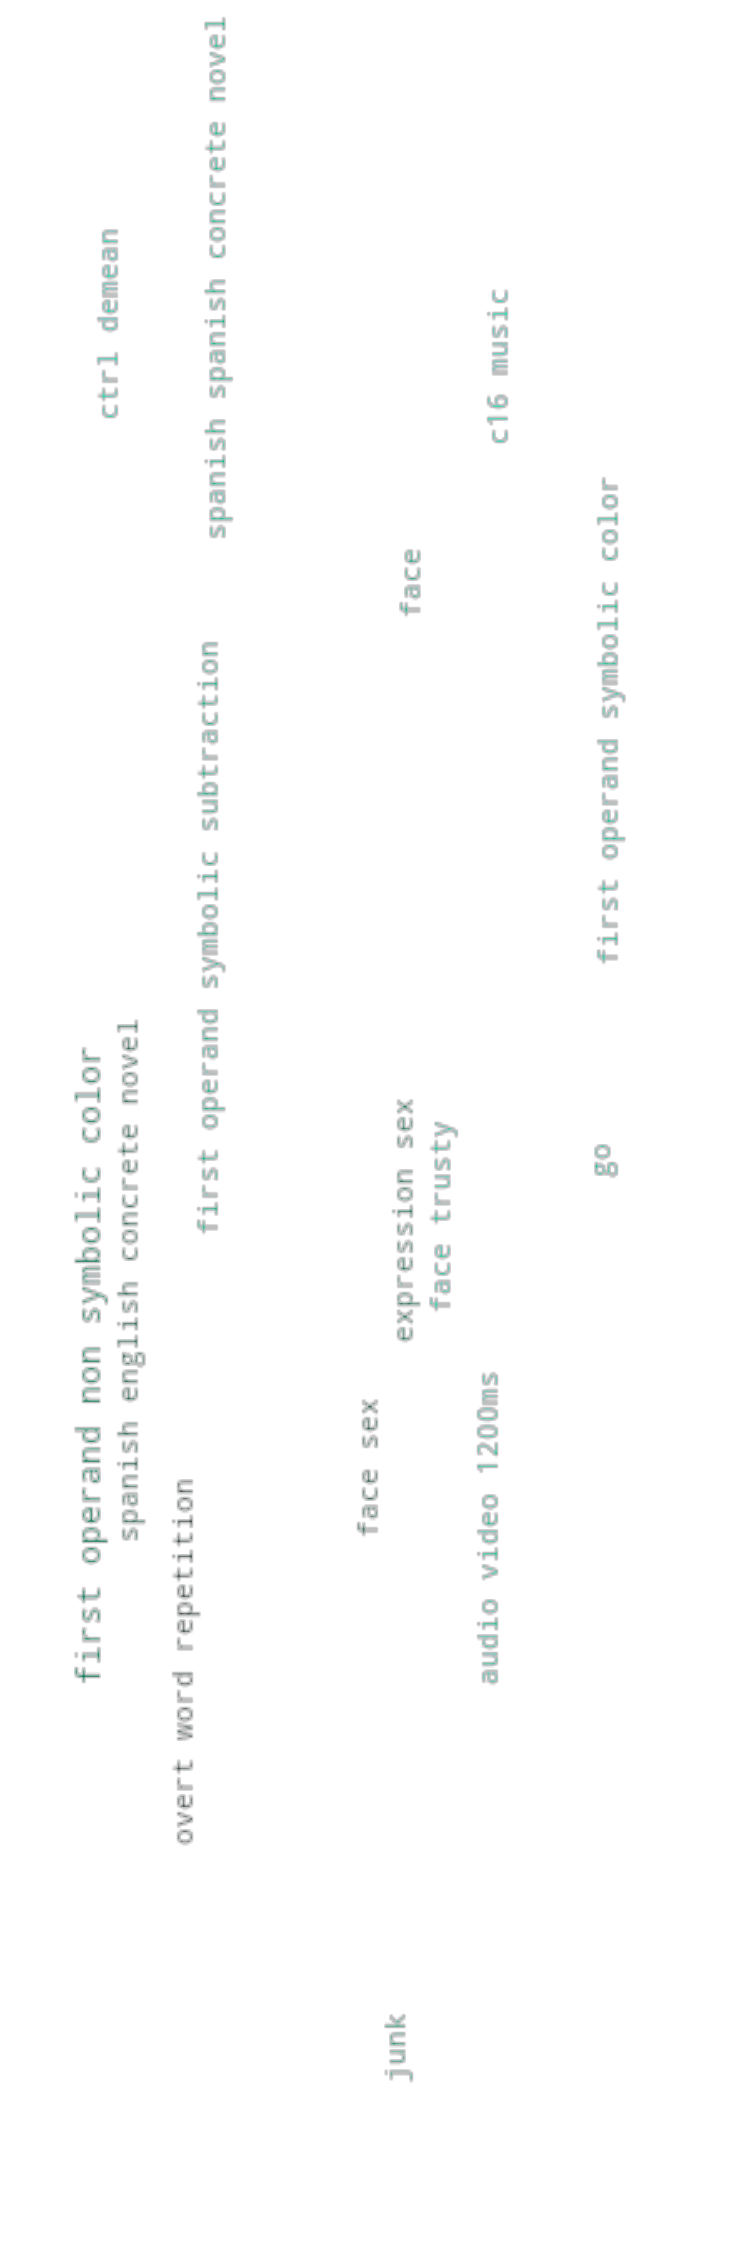 ctrl demean
spanish spanish concrete novel
c16 music
face
first operand symbolic color
first operand symbolic subtraction
first operand non symbolic color
spanish english concrete novel
expression sex
face trusty
go
face sex
audio video 1200ms
overt word repetition
junk